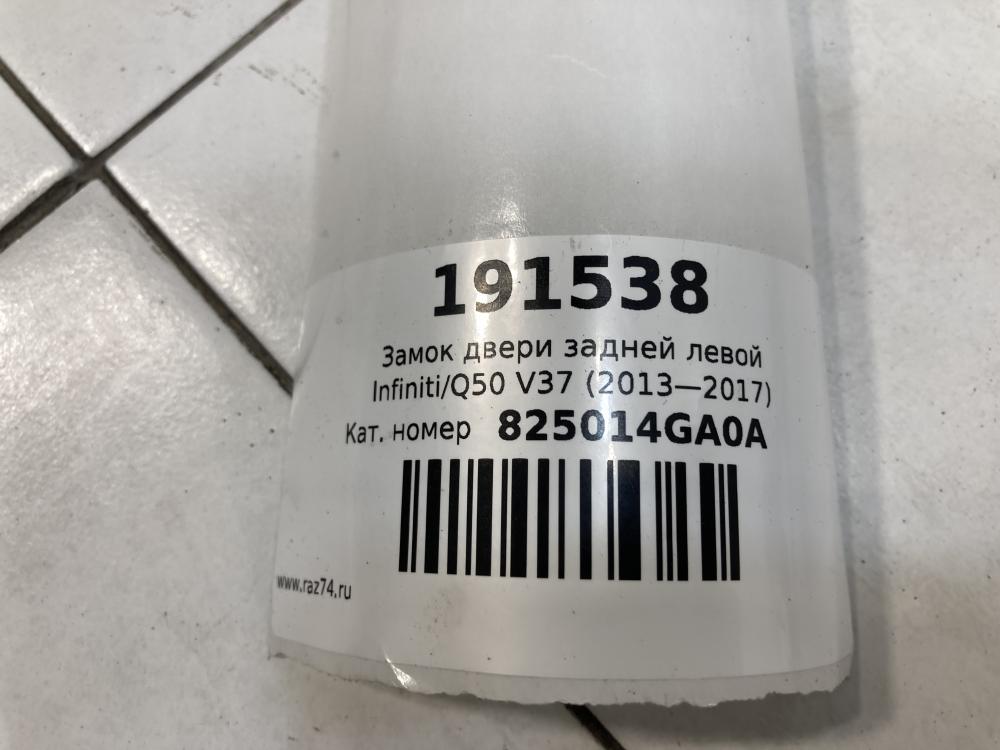 191538
Замок двери задней левой
Infiniti/Q50 V37 (2013—2017)
Кат. номер 825014GA0A
www.raz74.ru